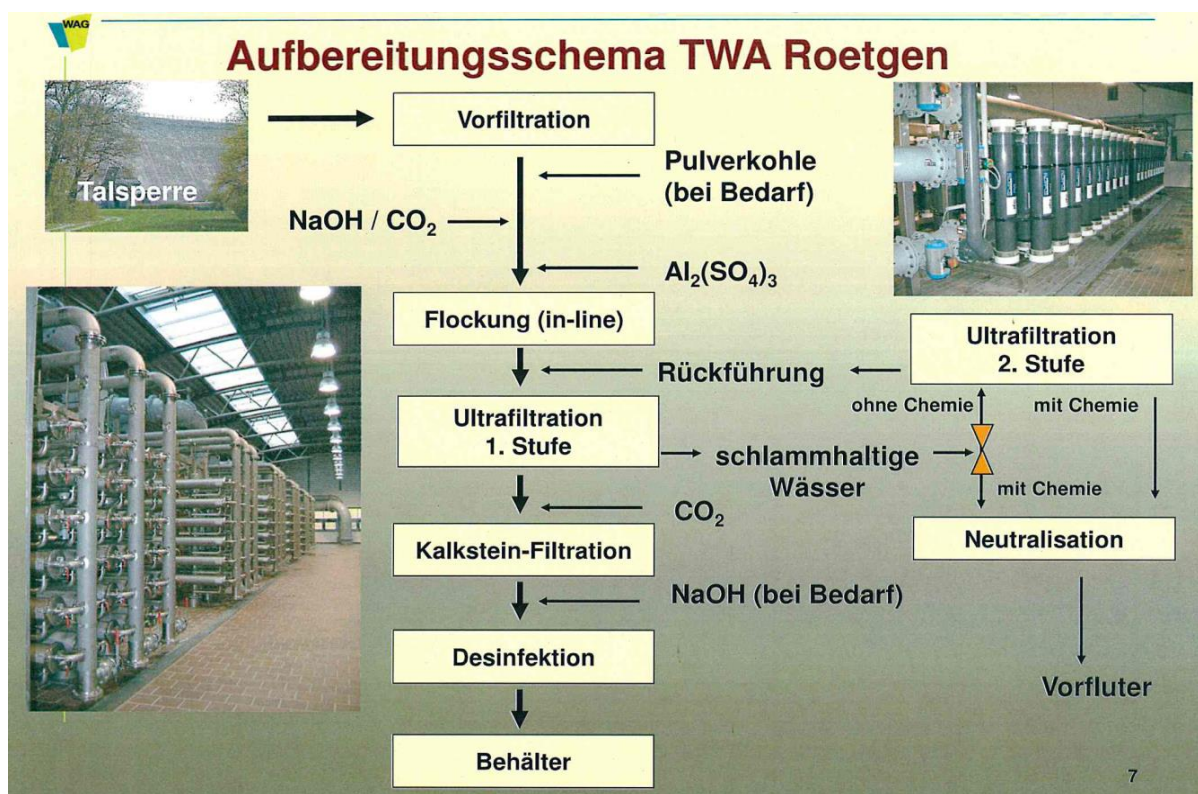 WAG
Aufbereitungsschema TWA Roetgen
Talsperre
Vorfiltration
Pulverkohle
(bei Bedarf)
NaOH / CO₂
Al₂(SO₄)₃
Flockung (in-line)
Rückführung
Ultrafiltration
2. Stufe
ohne Chemie
mit Chemie
Ultrafiltration
1. Stufe
schlammhaltige
Wässer
mit Chemie
CO₂
Neutralisation
Kalkstein-Filtration
NaOH (bei Bedarf)
Desinfektion
Vorfluter
Behälter
7